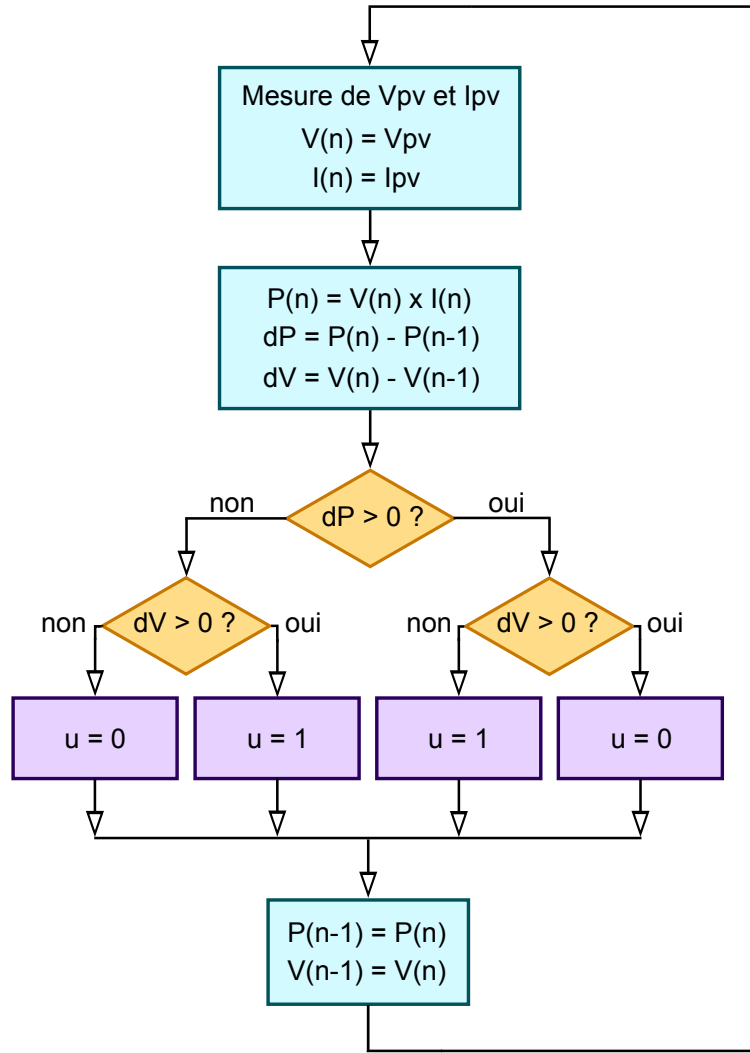 Mesure de Vpv et Ipv
V(n) = Vpv
I(n) = Ipv
P(n) = V(n) x I(n)
dP = P(n) - P(n-1)
dV = V(n) - V(n-1)
non
dP > 0 ?
oui
non
dV > 0 ?
oui
non
dV > 0 ?
oui
u = 0
u = 1
u = 1
u = 0
P(n-1) = P(n)
V(n-1) = V(n)